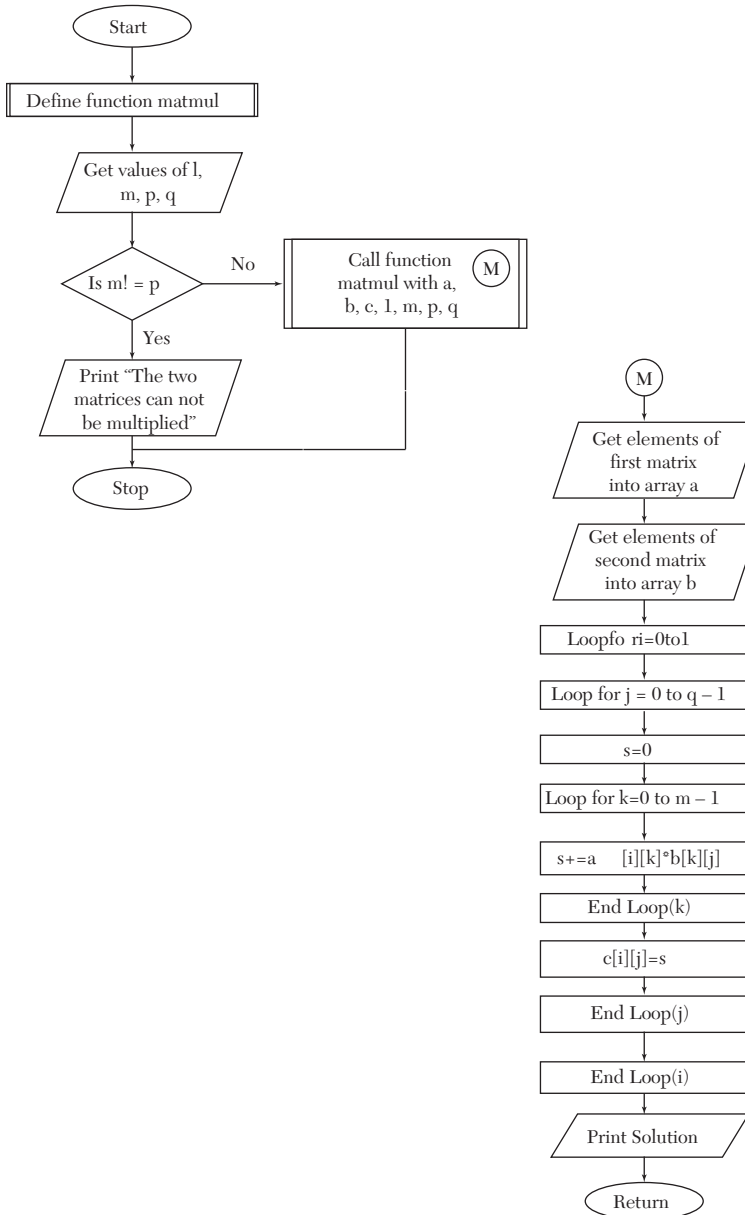 Start
Define function matmul
Get values of l,
m, p, q
Is m! = p
No
Call function
matmul with a,
b, c, 1, m, p, q
M
Yes
Print “The two
matrices can not
be multiplied”
Stop
M
Get elements of
first matrix
into array a
Get elements of
second matrix
into array b
Loopfo ri=0to1
Loop for j = 0 to q – 1
s=0
Loop for k=0 to m – 1
s+=a [i][k]*b[k][j]
End Loop(k)
c[i][j]=s
End Loop(j)
End Loop(i)
Print Solution
Return